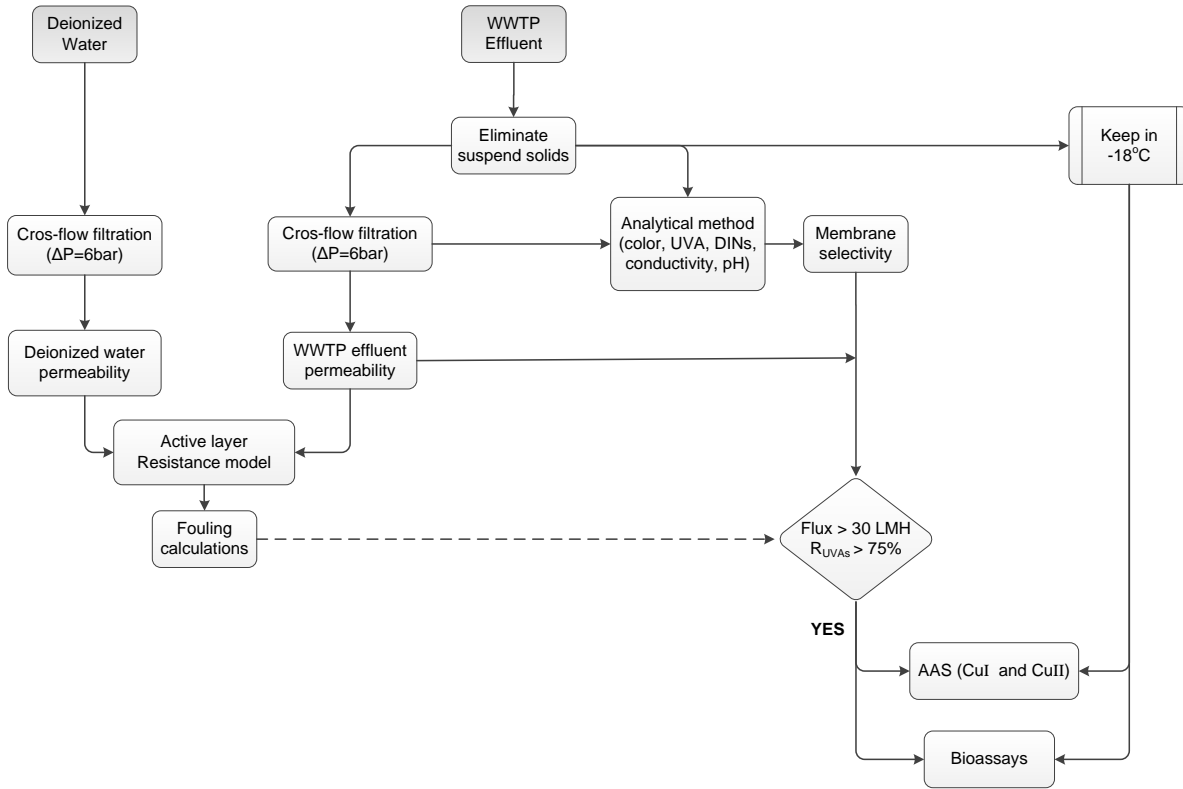 Deionized
Water
WWTP
Effluent
Eliminate
suspend solids
Keep in
-18°C
Cros-flow filtration
(ΔP=6bar)
Cros-flow filtration
(ΔP=6bar)
Analytical method
(color, UVA, DINs,
conductivity, pH)
Membrane
selectivity
Deionized water
permeability
WWTP effluent
permeability
Active layer
Resistance model
Fouling
calculations
Flux > 30 LMH
RUVAs > 75%
YES
AAS (CuI and CuII)
Bioassays